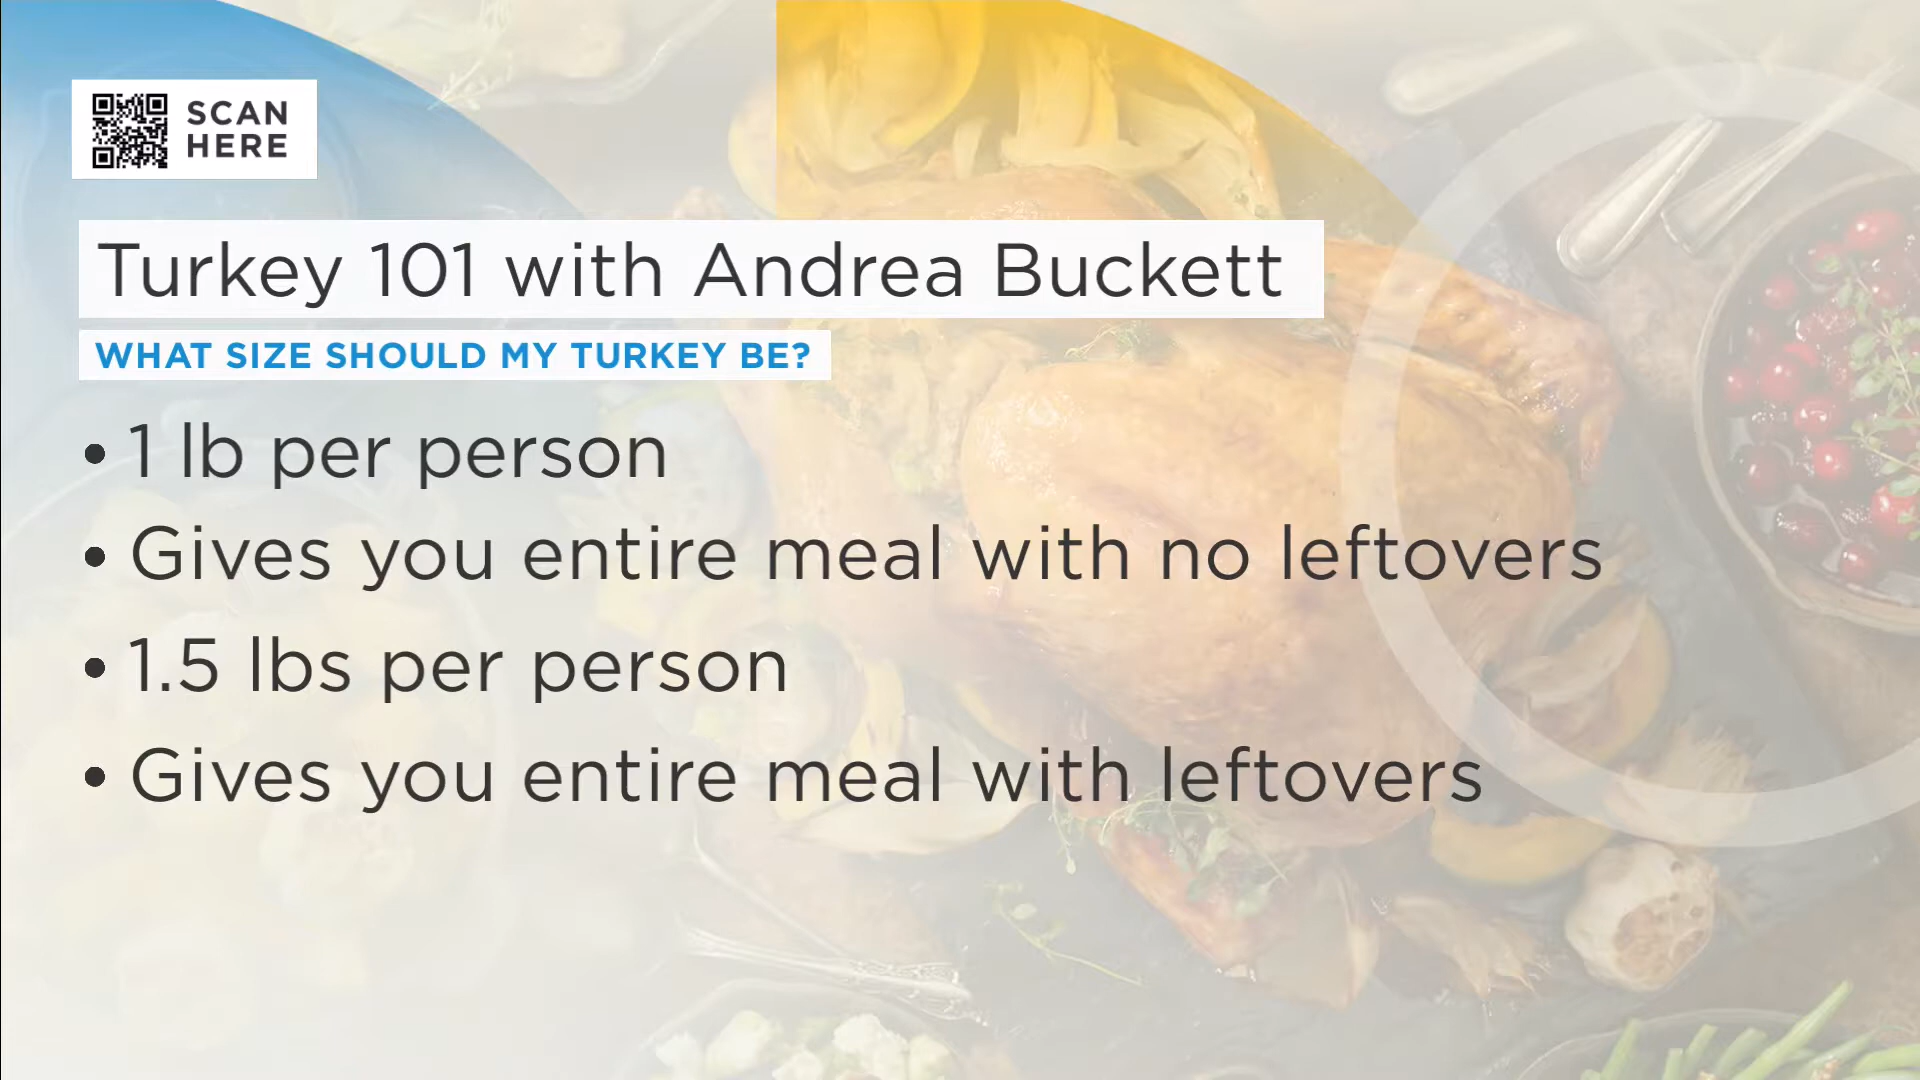 SCAN
HERE
Turkey 101 with Andrea Buckett
WHAT SIZE SHOULD MY TURKEY BE?
• 1 lb per person
• Gives you entire meal with no leftovers
• 1.5 lbs per person
• Gives you entire meal with leftovers